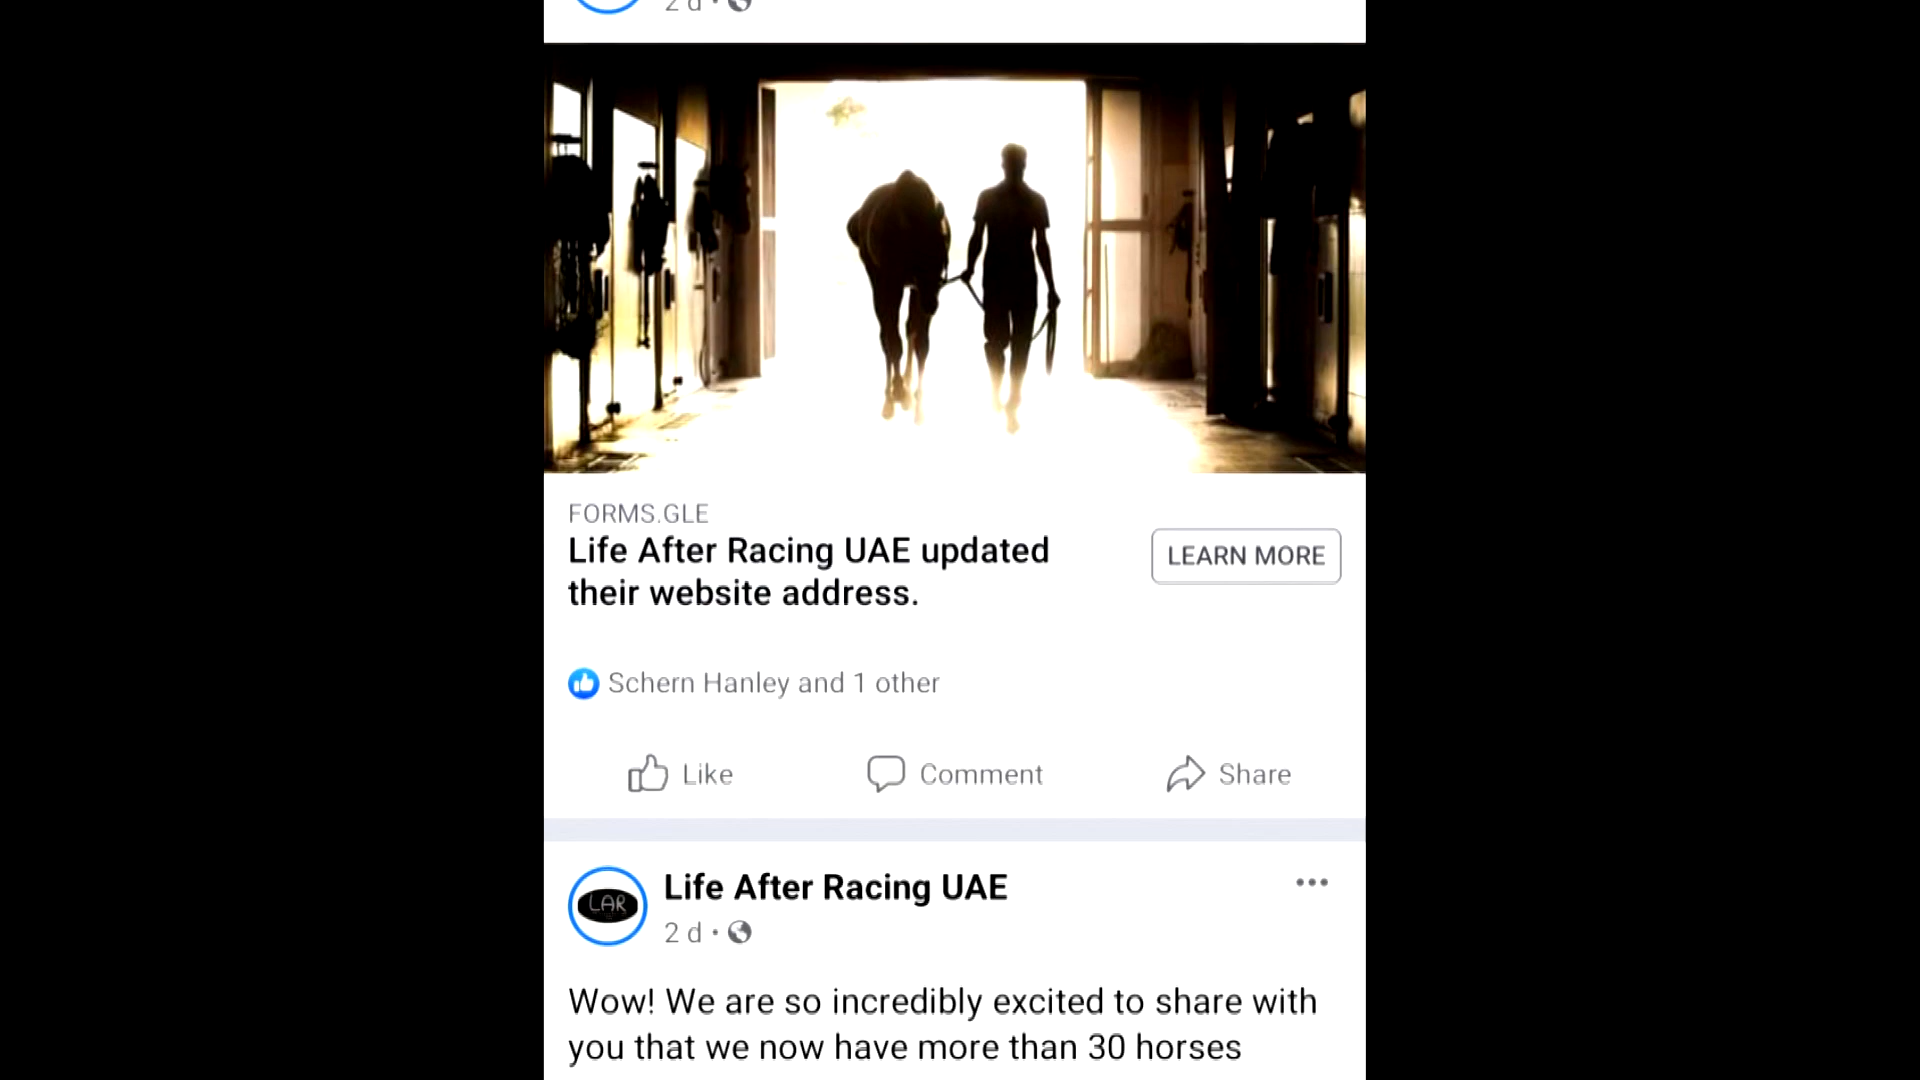 2 d •
FORMS.GLE
Life After Racing UAE updated
their website address.
LEARN MORE
Schern Hanley and 1 other
Like
Comment
Share
LAR
Life After Racing UAE
2 d •
Wow! We are so incredibly excited to share with
you that we now have more than 30 horses